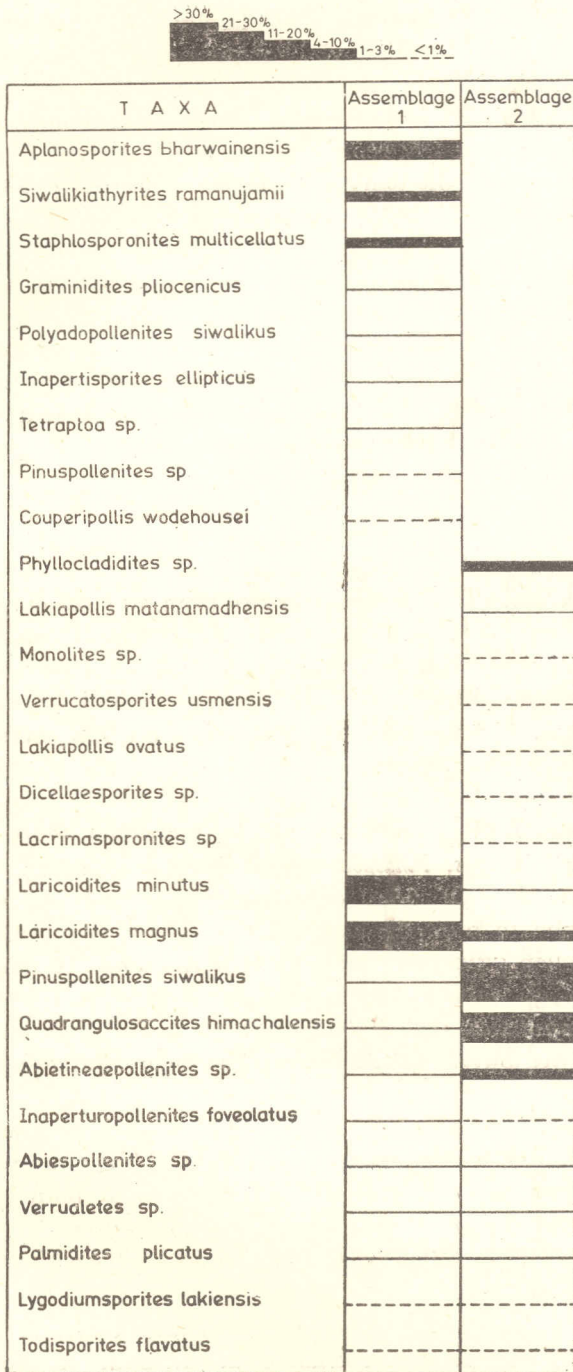 >30%
21-30%
11-20%
4-10%
1-3%
<1%
T A X A
Assemblage 1
Assemblage 2
Aplanosporites bharwainensis
Siwalikiathyrites ramanujamii
Staphlosporonites multicellatus
Graminidites pliocenicus
Polyadopollenites siwalikus
Inapertisporites ellipticus
Tetraptoa sp.
Pinuspollenites sp
Couperipollis wodehousei
Phyllocladidites sp.
Lakiapollis matanamadhensis
Monolites sp.
Verrucatosporites usmensis
Lakiapollis ovatus
Dicellaesporites sp.
Lacrimasporonites sp
Laricoidites minutus
Laricoidites magnus
Pinuspollenites siwalikus
Quadrangulosaccites himachalensis
Abietineaepollenites sp.
Inaperturopollenites foveolatus
Abiespollenites sp.
Verrualetes sp.
Palmidites plicatus
Lygodiumsporites lakiensis
Todisporites flavatus